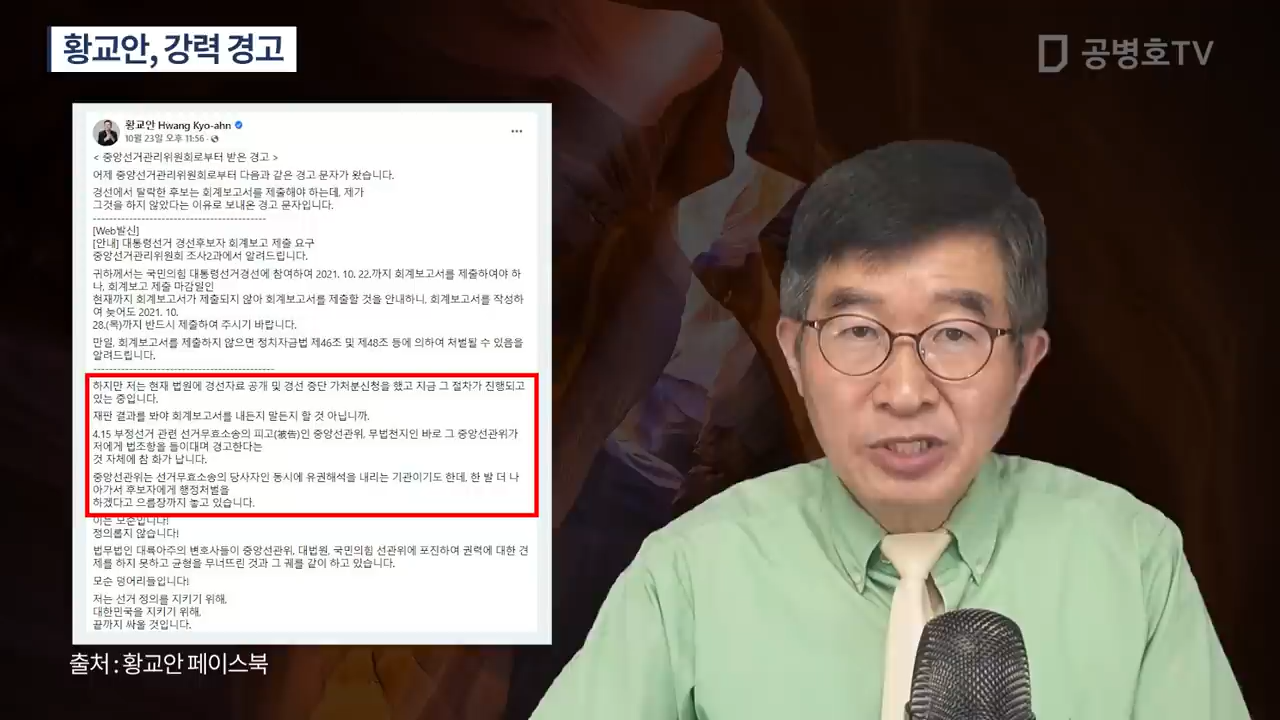 황교안, 강력 경고
공병호TV
황교안 Hwang Kyo-ahn
10월 23일 오후 11:56 ·
< 중앙선거관리위원회로부터 받은 경고 >
어제 중앙선거관리위원회로부터 다음과 같은 경고 문자가 왔습니다.
경선에서 탈락한 후보는 회계보고서를 제출해야 하는데, 제가
그것을 하지 않았다는 이유로 보내온 경고 문자입니다.
----------------------------------------
[Web발신]
[안내] 대통령선거 경선후보자 회계보고 제출 요구
중앙선거관리위원회 조사2과에서 알려드립니다.
귀하께서는 국민의힘 대통령선거경선에 참여하여 2021. 10. 22.까지 회계보고서를 제출하여야 하
나, 회계보고 제출 마감일인
현재까지 회계보고서가 제출되지 않아 회계보고서를 제출할 것을 안내하니, 회계보고서를 작성하
여 늦어도 2021. 10.
28.(목)까지 반드시 제출하여 주시기 바랍니다.
만일, 회계보고서를 제출하지 않으면 정치자금법 제46조 및 제48조 등에 의하여 처벌될 수 있음을
알려드립니다.
------------------------------------------
하지만 저는 현재 법원에 경선자료 공개 및 경선 중단 가처분신청을 했고 지금 그 절차가 진행되고
있는 중입니다.
재판 결과를 봐야 회계보고서를 내든지 말든지 할 것 아닙니까.
4.15 부정선거 관련 선거무효소송의 피고(被告)인 중앙선관위, 무법천지인 바로 그 중앙선관위가
저에게 법조항을 들이대며 경고한다는
것 자체에 참 화가 납니다.
중앙선관위는 선거무효소송의 당사자인 동시에 유권해석을 내리는 기관이기도 한데, 한 발 더 나
아가서 후보자에게 행정처벌을
하겠다고 으름장까지 놓고 있습니다.
이는 모순입니다!
정의롭지 않습니다!
법무법인 대륙아주의 변호사들이 중앙선관위, 대법원, 국민의힘 선관위에 포진하여 권력에 대한 견
제를 하지 못하고 균형을 무너뜨린 것과 그 궤를 같이 하고 있습니다.
모순 덩어리들입니다!
저는 선거 정의를 지키기 위해,
대한민국을 지키기 위해,
끝까지 싸울 것입니다.
출처 : 황교안 페이스북